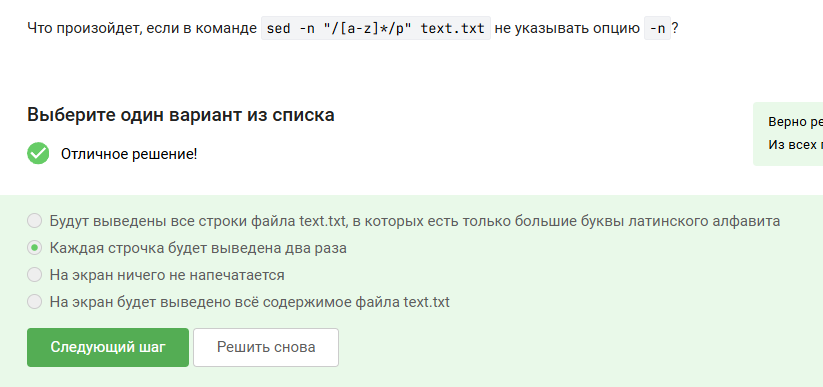 Что произойдет, если в команде sed -n "/[a-z]*/p" text.txt не указывать опцию -n?
Выберите один вариант из списка
Отличное решение!
Верно
Из всех
Будут выведены все строки файла text.txt, в которых есть только большие буквы латинского алфавита
Каждая строчка будет выведена два раза
На экран ничего не напечатается
На экран будет выведено всё содержимое файла text.txt
Следующий шаг
Решить снова